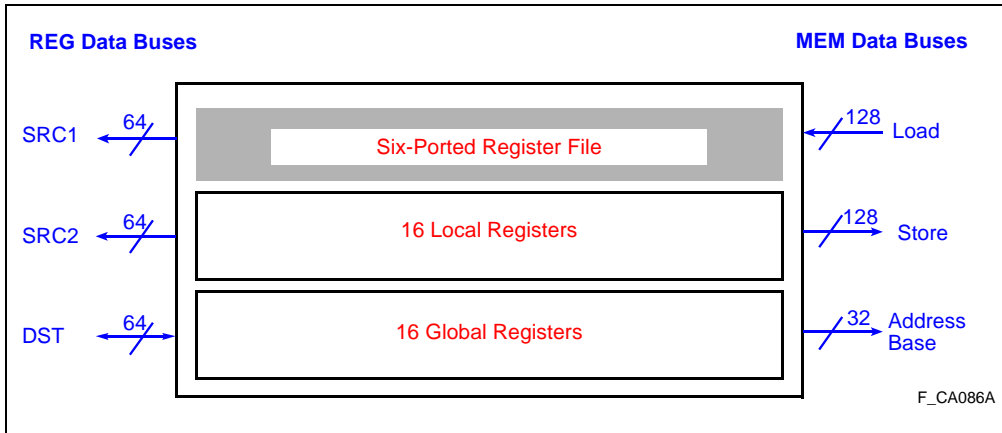 REG Data Buses
MEM Data Buses
SRC1
64
Six-Ported Register File
128
Load
SRC2
64
16 Local Registers
128
Store
DST
64
16 Global Registers
32
Address
Base
F_CA086A